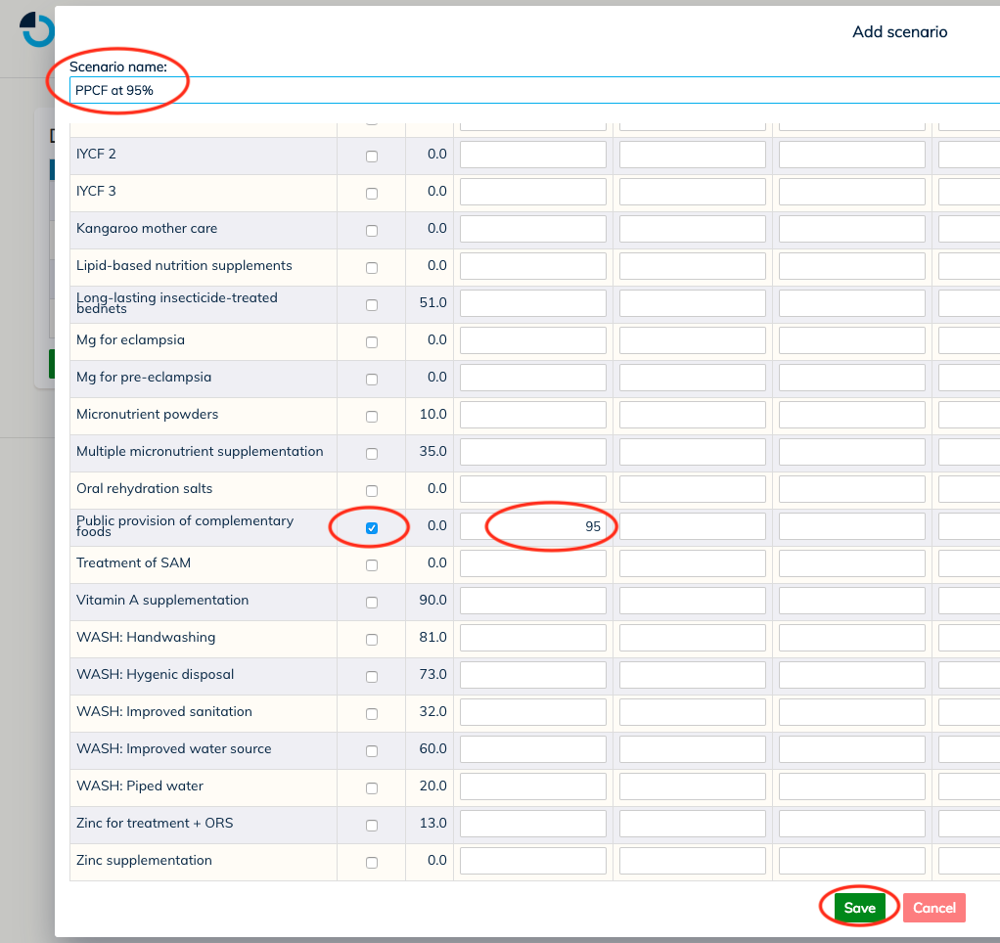 Add scenario
Scenario name:
PPCF at 95%
IYCF 2 0.0
IYCF 3 0.0
Kangaroo mother care 0.0
Lipid-based nutrition supplements 0.0
Long-lasting insecticide-treated
bednets 51.0
Mg for eclampsia 0.0
Mg for pre-eclampsia 0.0
Micronutrient powders 10.0
Multiple micronutrient supplementation 35.0
Oral rehydration salts 0.0
Public provision of complementary
foods 0.0 95
Treatment of SAM 0.0
Vitamin A supplementation 90.0
WASH: Handwashing 81.0
WASH: Hygenic disposal 73.0
WASH: Improved sanitation 32.0
WASH: Improved water source 60.0
WASH: Piped water 20.0
Zinc for treatment + ORS 13.0
Zinc supplementation 0.0
Save Cancel